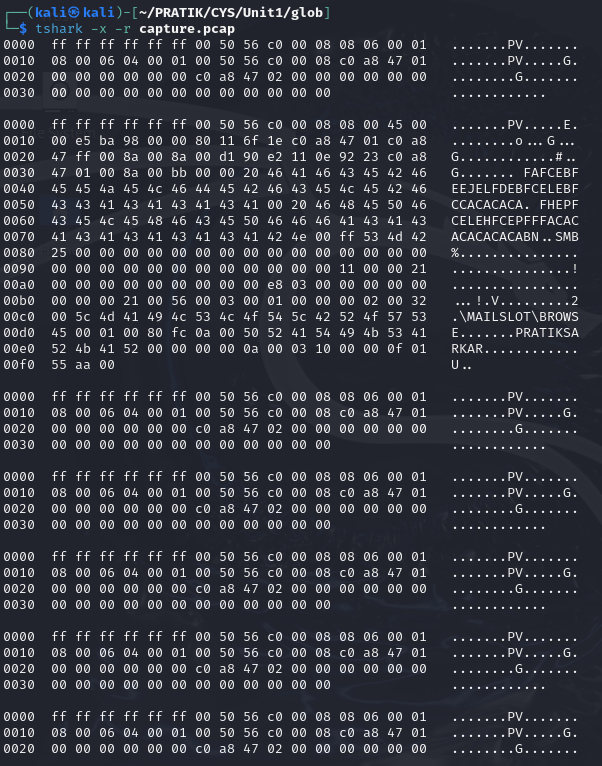 ┌──(kali㉿kali)-[~/PRATIK/CYS/Unit1/glob]
└─$ tshark -x -r capture.pcap
0000  ff ff ff ff ff ff 00 50 56 c0 00 08 08 06 00 01   .......PV.......
0010  08 00 06 04 00 01 00 50 56 c0 00 08 c0 a8 47 01   .......PV.....G.
0020  00 00 00 00 00 00 c0 a8 47 02 00 00 00 00 00 00   ........G.......
0030  00 00 00 00 00 00 00 00 00 00 00 00               ............

0000  ff ff ff ff ff ff 00 50 56 c0 00 08 08 00 45 00   .......PV.....E.
0010  00 e5 ba 98 00 00 80 11 6f 1e c0 a8 47 01 c0 a8   ........o...G...
0020  47 ff 00 8a 00 8a 00 d1 90 e2 11 0e 92 23 c0 a8   G............#..
0030  47 01 00 8a 00 bb 00 00 20 46 41 46 43 45 42 46   G....... FAFCEBF
0040  45 45 4a 45 4c 46 44 45 42 46 43 45 4c 45 42 46   EEJELFDEBFCELEBF
0050  43 43 41 43 41 43 41 43 41 00 20 46 48 45 50 46   CCACACACA. FHEPF
0060  43 45 4c 45 48 46 43 45 50 46 46 46 41 43 41 43   CELEHFCEPFFFACAC
0070  41 43 41 43 41 43 41 43 41 42 4e 00 ff 53 4d 42   ACACACACABN..SMB
0080  25 00 00 00 00 00 00 00 00 00 00 00 00 00 00 00   %...............
0090  00 00 00 00 00 00 00 00 00 00 00 00 11 00 00 21   ...............!
00a0  00 00 00 00 00 00 00 00 00 e8 03 00 00 00 00 00   ................
00b0  00 00 00 21 00 56 00 03 00 01 00 00 00 02 00 32   ...!.V.........2
00c0  00 5c 4d 41 49 4c 53 4c 4f 54 5c 42 52 4f 57 53   .\MAILSLOT\BROWS
00d0  45 00 01 00 80 fc 0a 00 50 52 41 54 49 4b 53 41   E.......PRATIKSA
00e0  52 4b 41 52 00 00 00 00 0a 00 03 10 00 00 0f 01   RKAR............
00f0  55 aa 00                                          U..

0000  ff ff ff ff ff ff 00 50 56 c0 00 08 08 06 00 01   .......PV.......
0010  08 00 06 04 00 01 00 50 56 c0 00 08 c0 a8 47 01   .......PV.....G.
0020  00 00 00 00 00 00 c0 a8 47 02 00 00 00 00 00 00   ........G.......
0030  00 00 00 00 00 00 00 00 00 00 00 00               ............

0000  ff ff ff ff ff ff 00 50 56 c0 00 08 08 06 00 01   .......PV.......
0010  08 00 06 04 00 01 00 50 56 c0 00 08 c0 a8 47 01   .......PV.....G.
0020  00 00 00 00 00 00 c0 a8 47 02 00 00 00 00 00 00   ........G.......
0030  00 00 00 00 00 00 00 00 00 00 00 00               ............

0000  ff ff ff ff ff ff 00 50 56 c0 00 08 08 06 00 01   .......PV.......
0010  08 00 06 04 00 01 00 50 56 c0 00 08 c0 a8 47 01   .......PV.....G.
0020  00 00 00 00 00 00 c0 a8 47 02 00 00 00 00 00 00   ........G.......
0030  00 00 00 00 00 00 00 00 00 00 00 00               ............

0000  ff ff ff ff ff ff 00 50 56 c0 00 08 08 06 00 01   .......PV.......
0010  08 00 06 04 00 01 00 50 56 c0 00 08 c0 a8 47 01   .......PV.....G.
0020  00 00 00 00 00 00 c0 a8 47 02 00 00 00 00 00 00   ........G.......
0030  00 00 00 00 00 00 00 00 00 00 00 00               ............

0000  ff ff ff ff ff ff 00 50 56 c0 00 08 08 06 00 01   .......PV.......
0010  08 00 06 04 00 01 00 50 56 c0 00 08 c0 a8 47 01   .......PV.....G.
0020  00 00 00 00 00 00 c0 a8 47 02 00 00 00 00 00 00   ........G.......